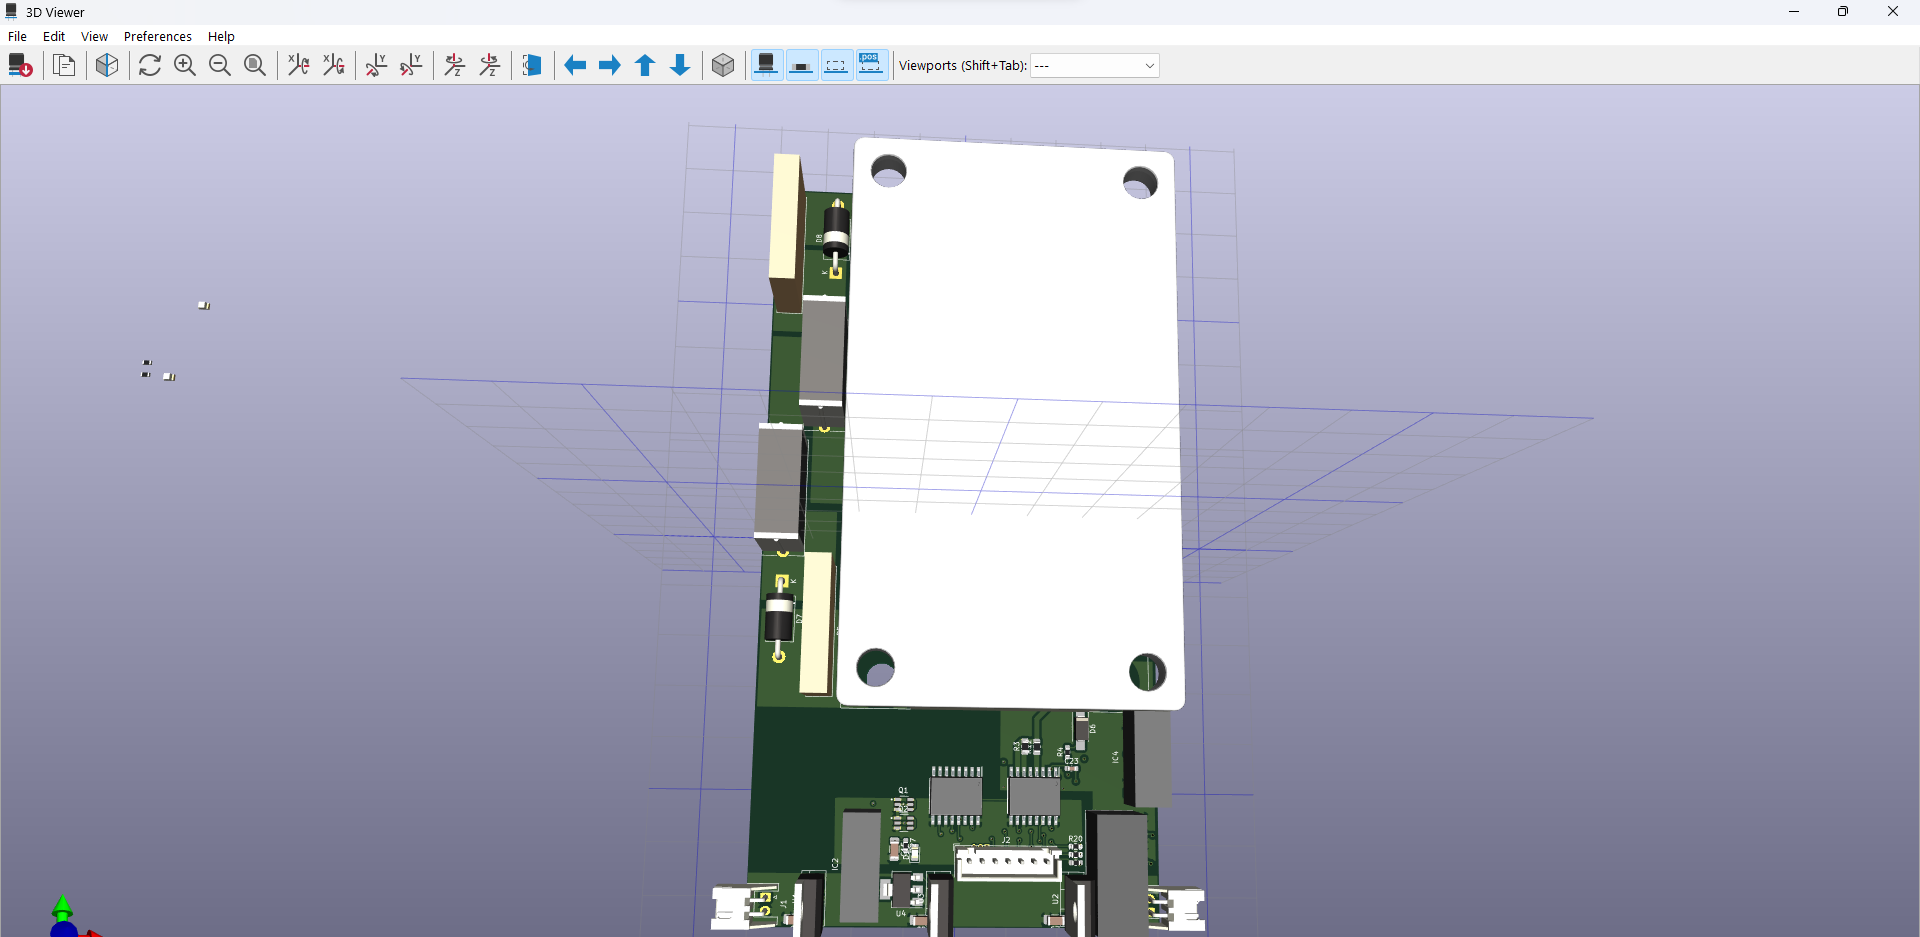 3D Viewer
File Edit View Preferences Help
Viewports (Shift+Tab): ---
D8
K
K
D7
D6
R3
R4
C23
IC4
Q1
J2
R20
IC2
J1
U4
U2